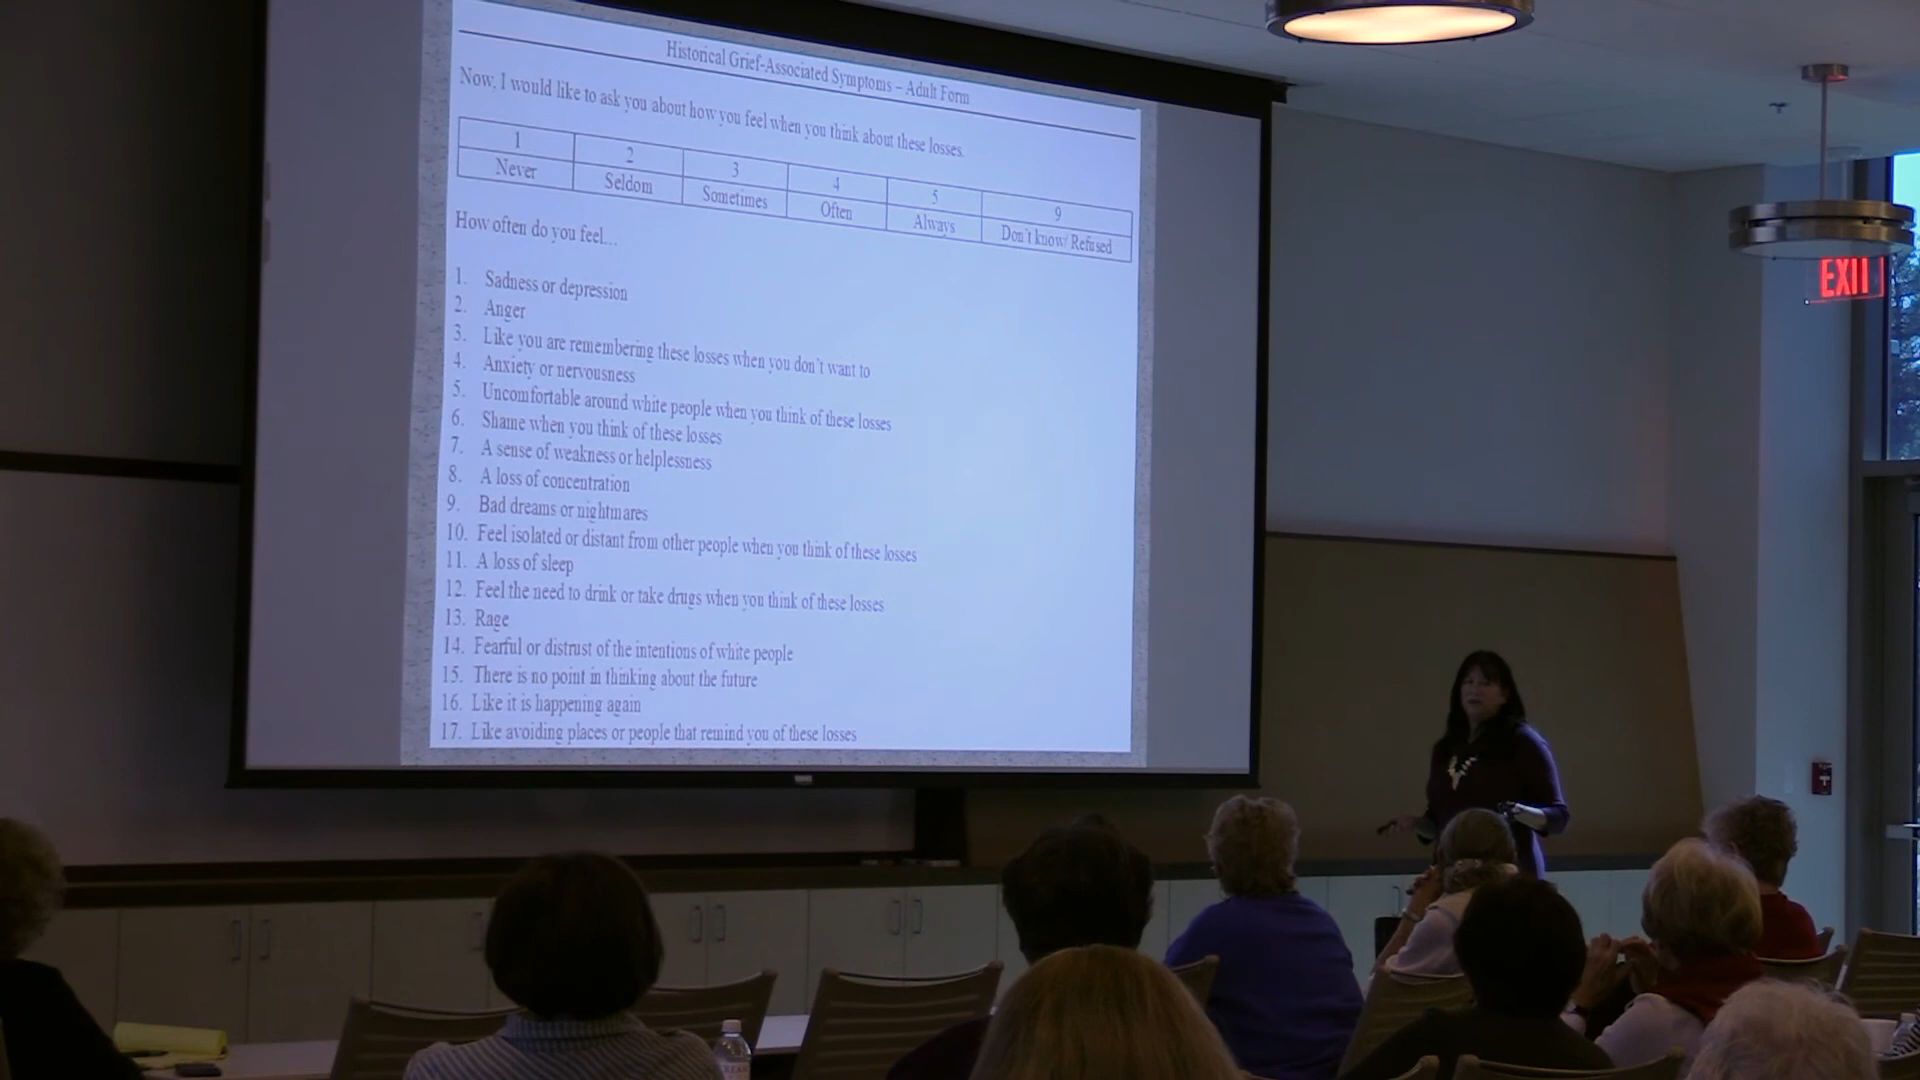 Historical Grief-Associated Symptoms – Adult Form
Now, I would like to ask you about how you feel when you think about these losses.
1 2 3 4 5 9
Never Seldom Sometimes Often Always Don't know/ Refused
How often do you feel...
1. Sadness or depression
2. Anger
3. Like you are remembering these losses when you don't want to
4. Anxiety or nervousness
5. Uncomfortable around white people when you think of these losses
6. Shame when you think of these losses
7. A sense of weakness or helplessness
8. A loss of concentration
9. Bad dreams or nightmares
10. Feel isolated or distant from other people when you think of these losses
11. A loss of sleep
12. Feel the need to drink or take drugs when you think of these losses
13. Rage
14. Fearful or distrust of the intentions of white people
15. There is no point in thinking about the future
16. Like it is happening again
17. Like avoiding places or people that remind you of these losses
EXIT